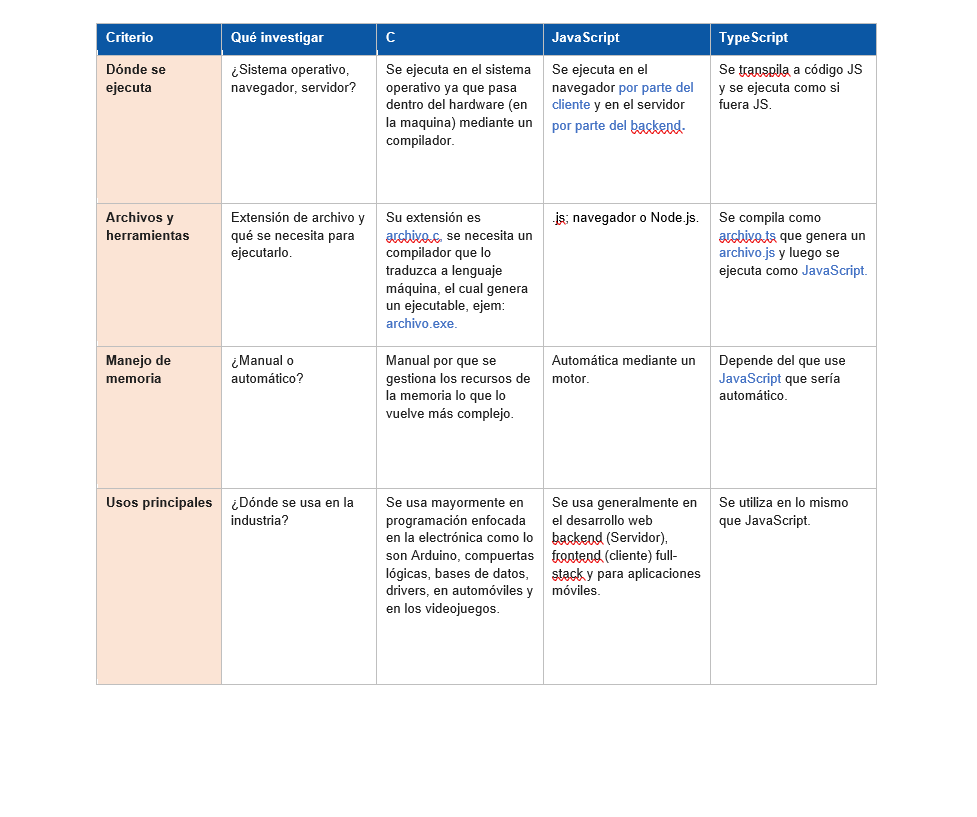 Criterio
Qué investigar
C
JavaScript
TypeScript
Dónde se
ejecuta
¿Sistema operativo,
navegador, servidor?
Se ejecuta en el sistema
operativo ya que pasa
dentro del hardware (en
la maquina) mediante un
compilador.
Se ejecuta en el
navegador por parte del
cliente y en el servidor
por parte del backend.
Se transpila a código JS
y se ejecuta como si
fuera JS.
Archivos y
herramientas
Extensión de archivo y
qué se necesita para
ejecutarlo.
Su extensión es
archivo.c, se necesita un
compilador que lo
traduzca a lenguaje
máquina, el cual genera
un ejecutable, ejem:
archivo.exe.
.js; navegador o Node.js.
Se compila como
archivo.ts que genera un
archivo.js y luego se
ejecuta como JavaScript.
Manejo de
memoria
¿Manual o
automático?
Manual por que se
gestiona los recursos de
la memoria lo que lo
vuelve más complejo.
Automática mediante un
motor.
Depende del que use
JavaScript que sería
automático.
Usos principales
¿Dónde se usa en la
industria?
Se usa mayormente en
programación enfocada
en la electrónica como lo
son Arduino, compuertas
lógicas, bases de datos,
drivers, en automóviles y
en los videojuegos.
Se usa generalmente en
el desarrollo web
backend (Servidor),
frontend (cliente) full-
stack y para aplicaciones
móviles.
Se utiliza en lo mismo
que JavaScript.